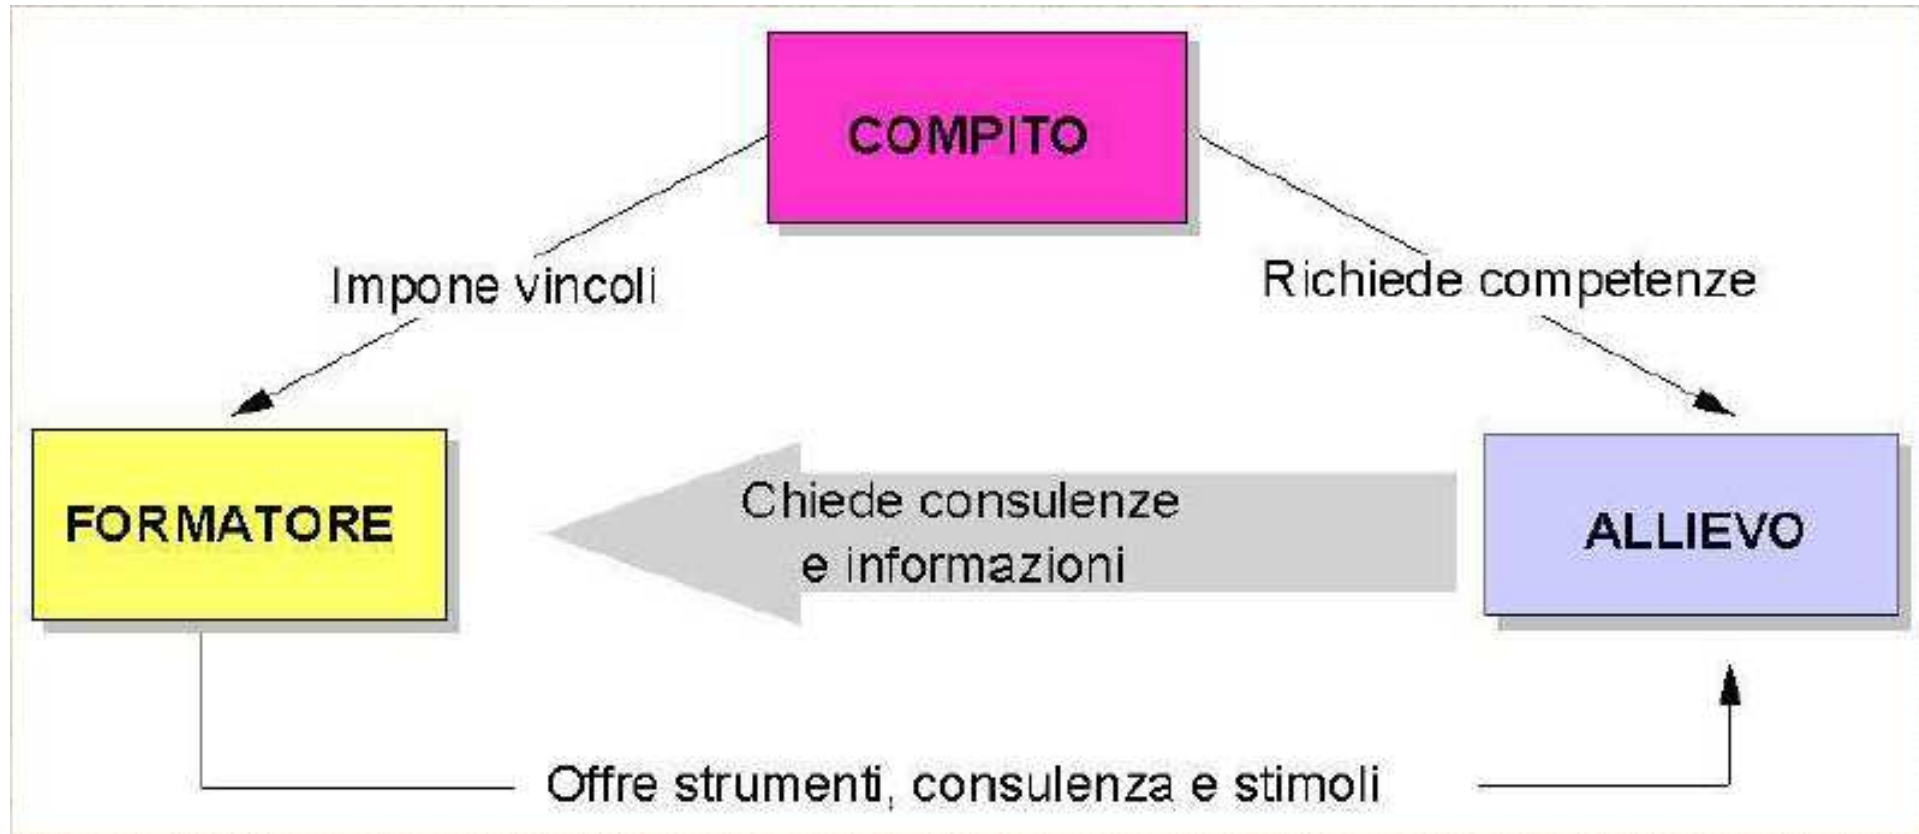 COMPITO
Impone vincoli
Richiede competenze
FORMATORE
Chiede consulenze
e informazioni
ALLIEVO
Offre strumenti, consulenza e stimoli